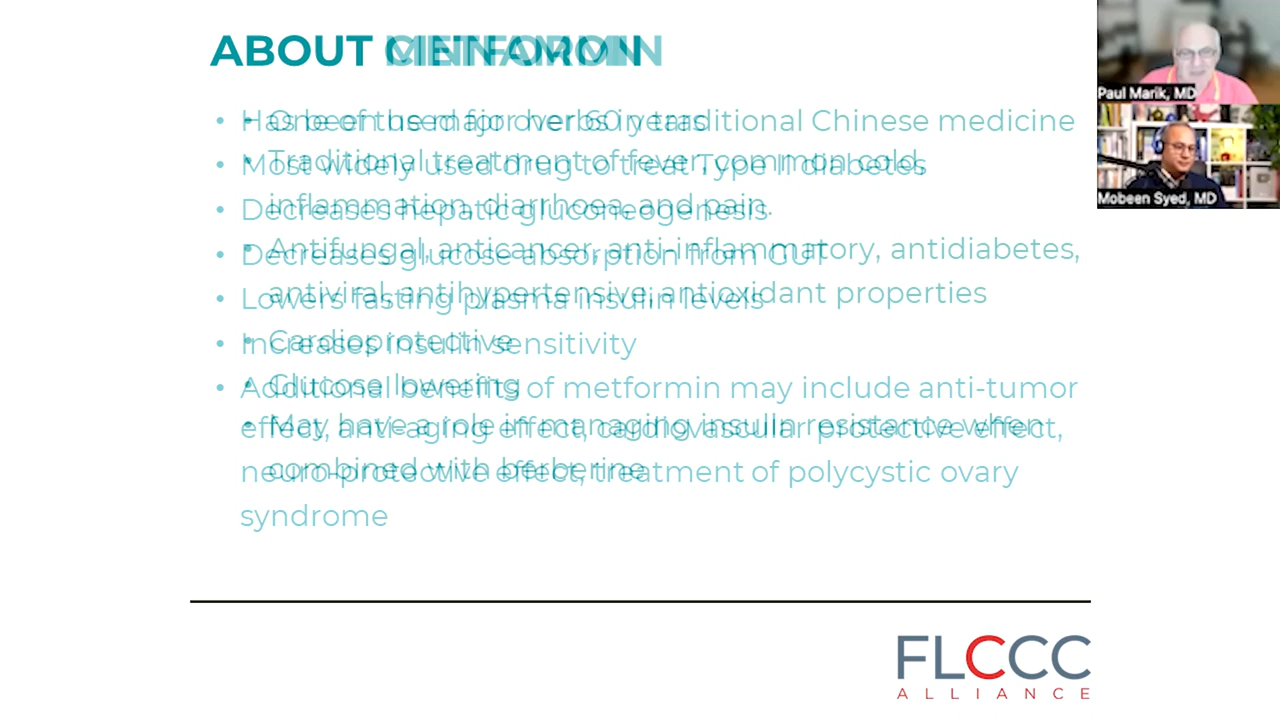 ABOUT METFORMIN
• Has been used for over 60 years
• Most widely used drug to treat Type II diabetes
• Decreases hepatic gluconeogenesis
• Decreases glucose absorption from GUT
• Lowers fasting plasma insulin levels
• Increases insulin sensitivity
• Additional benefits of metformin may include anti-tumor
effect, anti-aging effect, cardiovascular protective effect,
neuro-protective effect, treatment of polycystic ovary
syndrome
CINNAMON
• One of the major herbs in traditional Chinese medicine
• Traditional treatment of fever, common cold,
inflammation, diarrhoea, and pain.
• Antifungal, anticancer, anti-inflammatory, antidiabetes,
antiviral, antihypertensive, antioxidant properties
• Cardioprotective
• Glucose lowering
• May have a role in managing insulin resistance when
combined with berberine
Paul Marik, MD
Mobeen Syed, MD
FLCCC
ALLIANCE